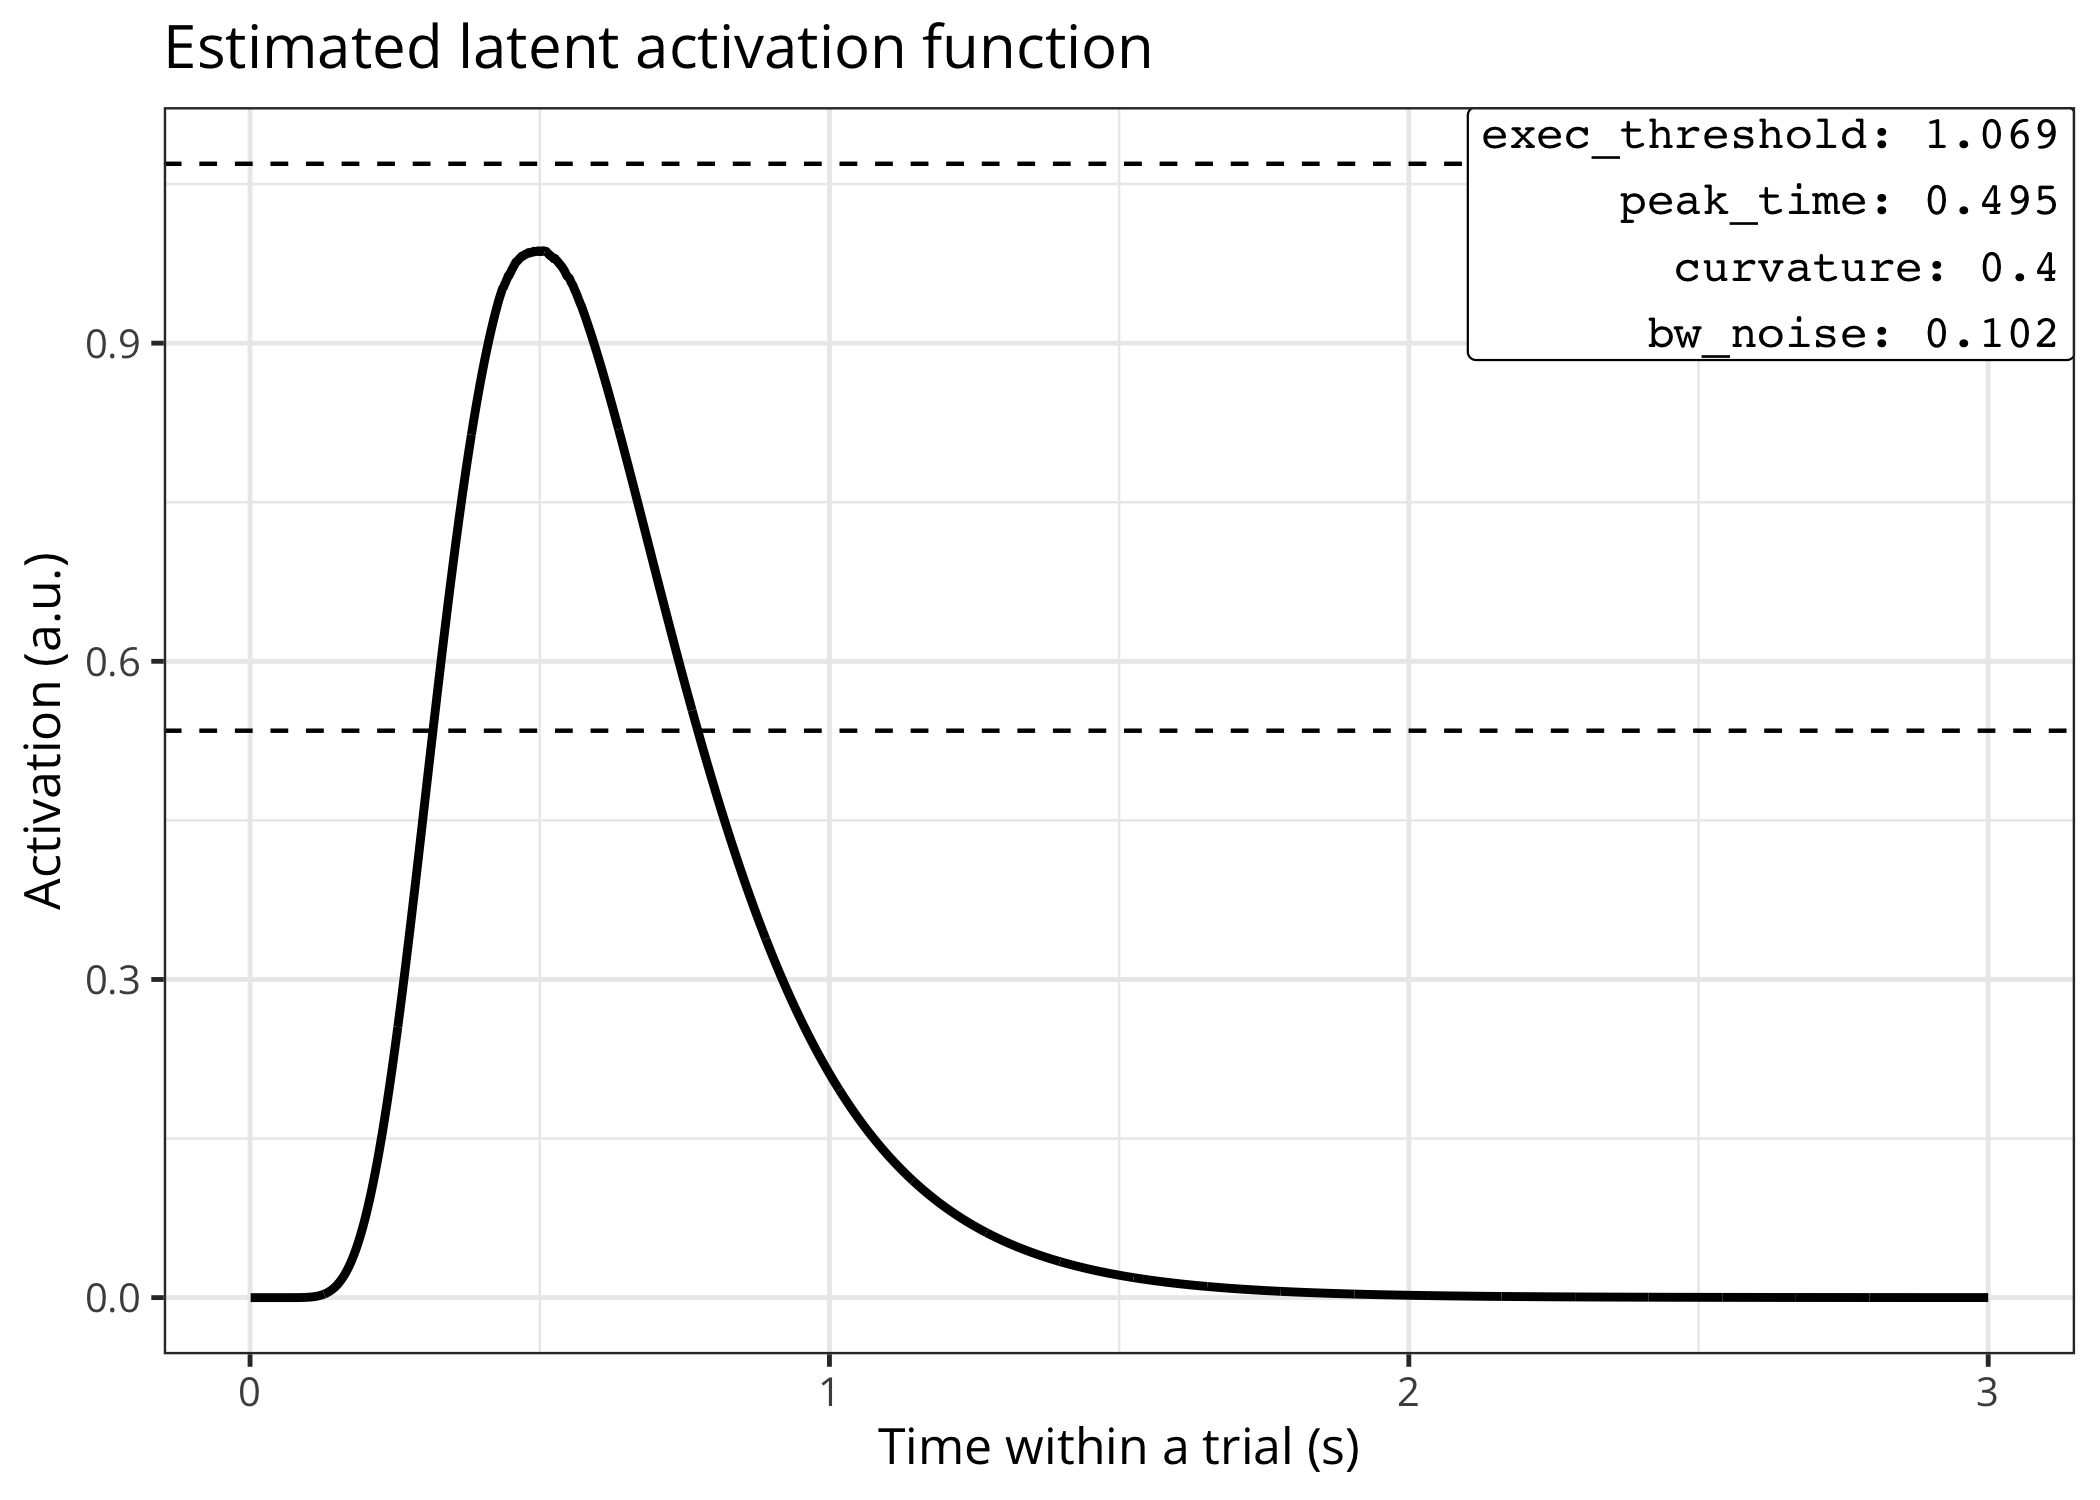 Estimated latent activation function
exec_threshold: 1.069
peak_time: 0.495
curvature: 0.4
bw_noise: 0.102
Activation (a.u.)
0.9
0.6
0.3
0.0
0 1 2 3
Time within a trial (s)